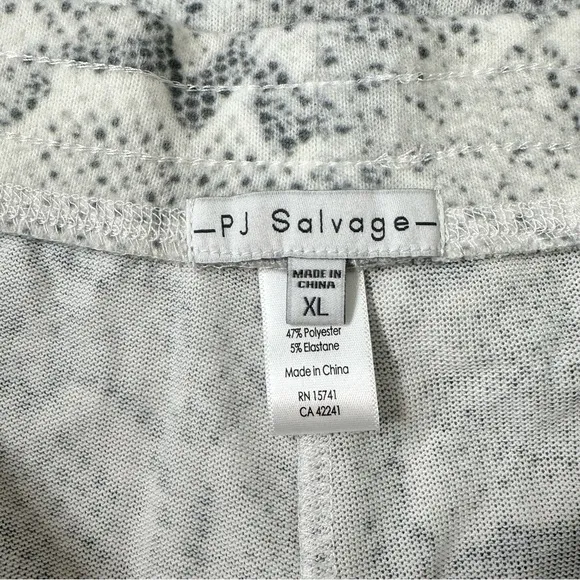 —PJ Salvage—
MADE IN
CHINA
XL
47% Polyester
5% Elastane
Made in China
RN 15741
CA 42241